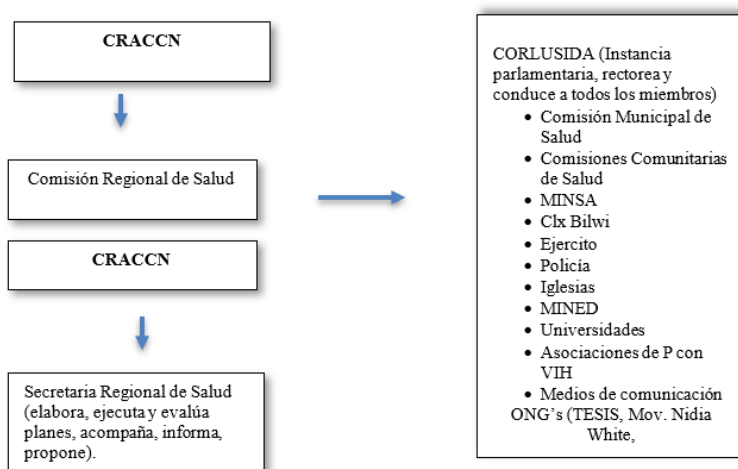 CRACCN
Comisión Regional de Salud
CRACCN
Secretaria Regional de Salud
(elabora, ejecuta y evalúa
planes, acompaña, informa,
propone).
CORLUSIDA (Instancia
parlamentaria, rectorea y
conduce a todos los miembros)
• Comisión Municipal de
Salud
• Comisiones Comunitarias
de Salud
• MINSA
• Clx Bilwi
• Ejercito
• Policía
• Iglesias
• MINED
• Universidades
• Asociaciones de P con
VIH
• Medios de comunicación
ONG's (TESIS, Mov. Nidia
White,